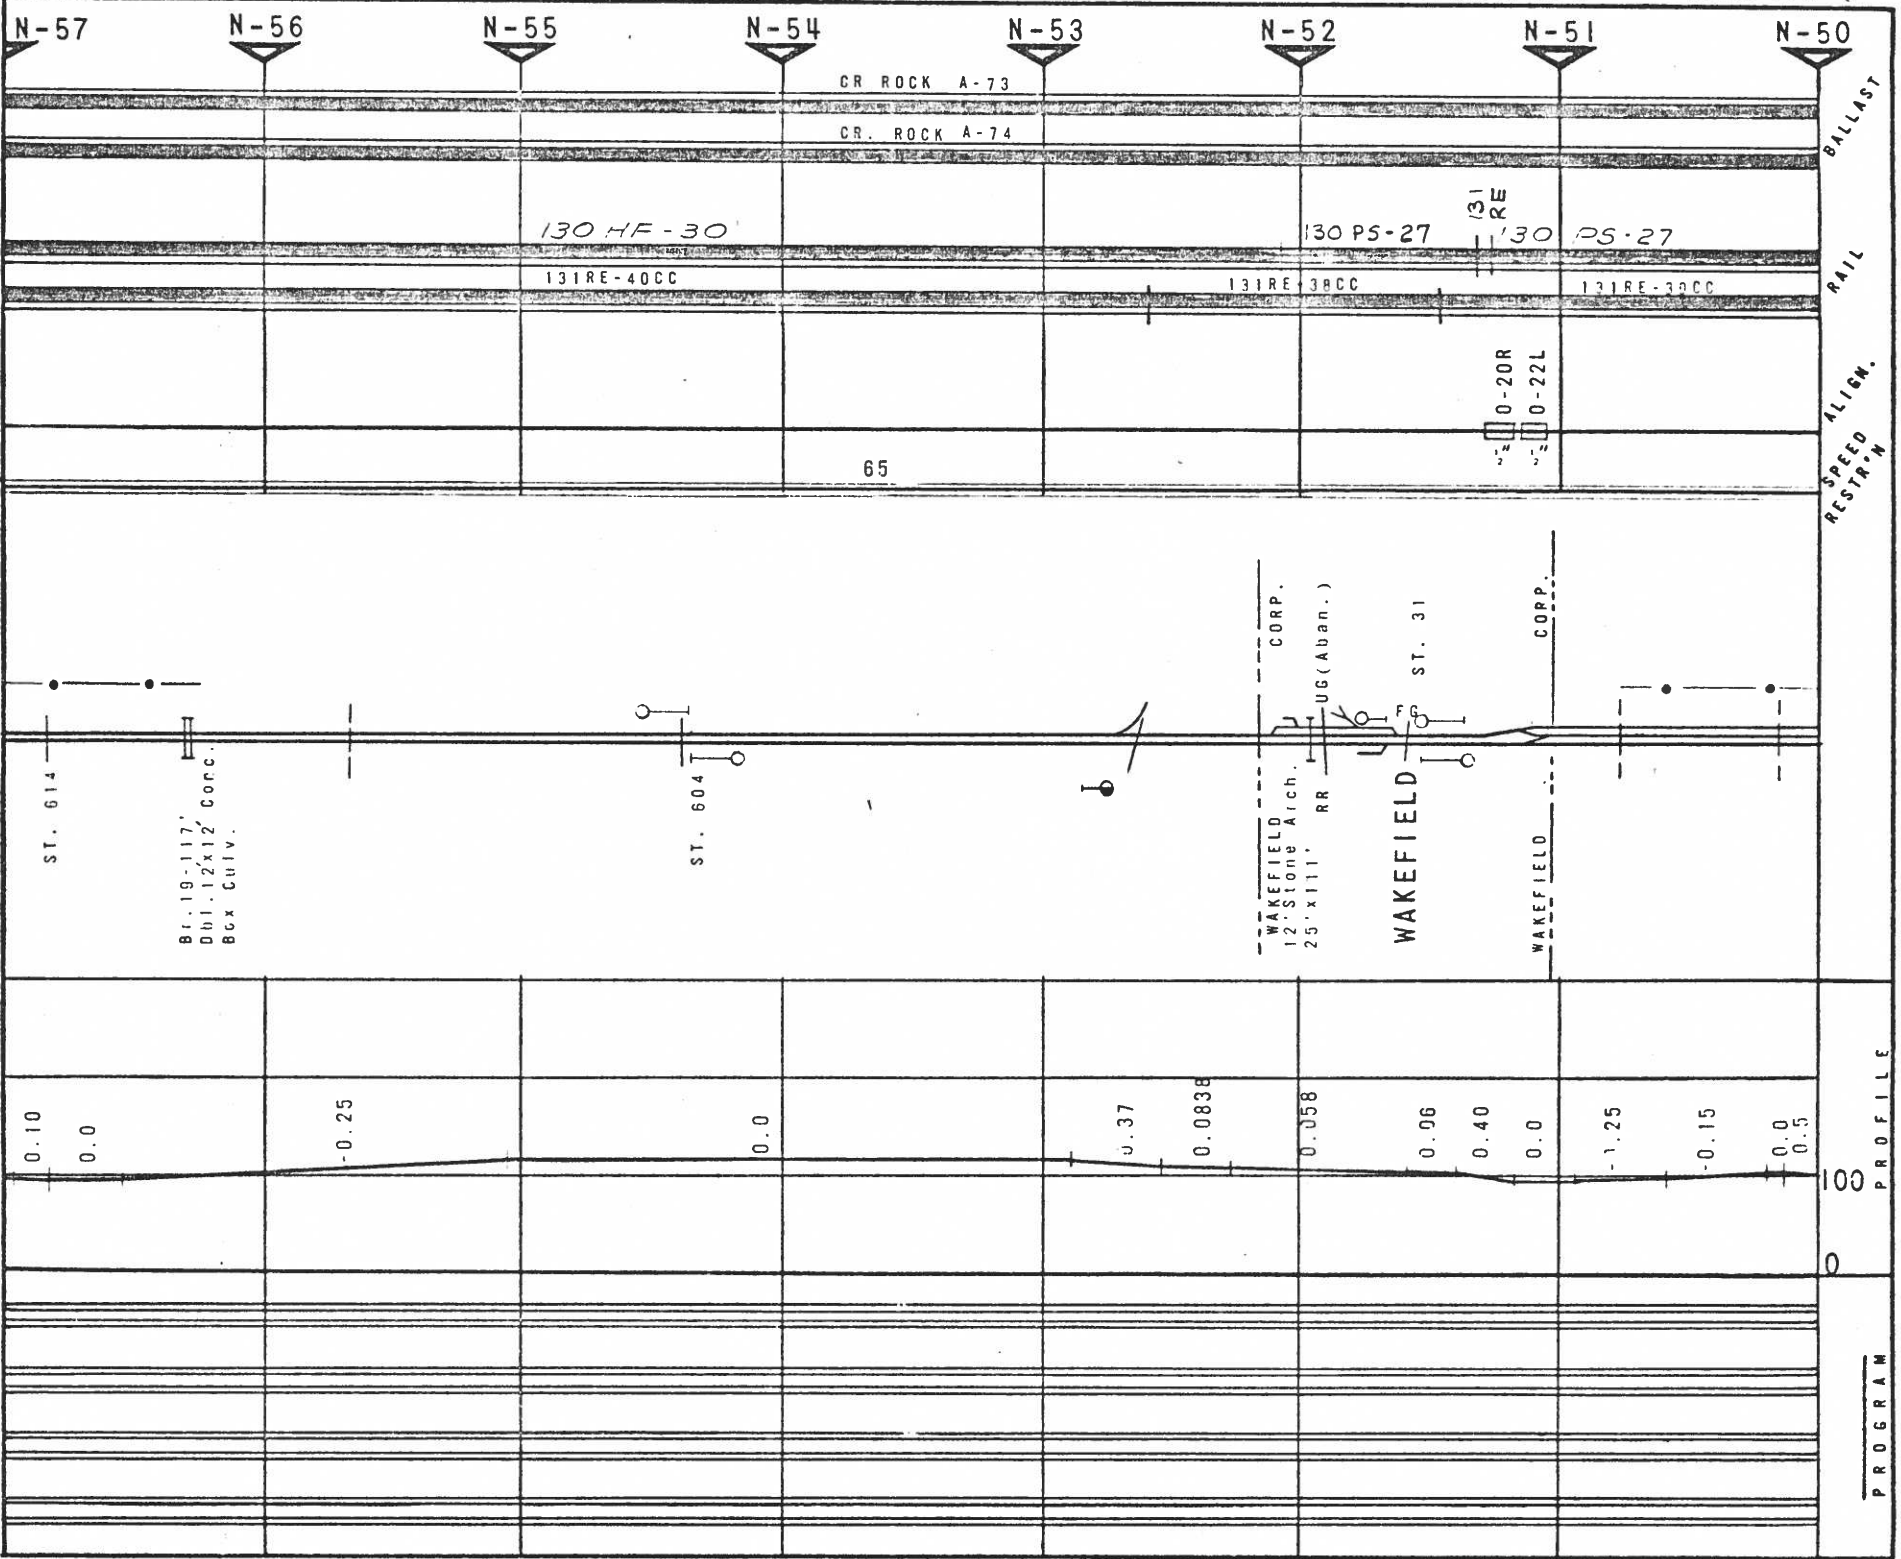 N-57 N-56 N-55 N-54 N-53 N-52 N-51 N-50
CR ROCK A-73
CR. ROCK A-74
BALLAST
130 HF-30
130 PS-27
131
RE
130 PS-27
131RE-40CC
131RE 38CC
RAIL
0-20R
0-22L
ALIGN.
65
SPEED
RESTR'N
CORP.
UG(Aban.)
ST. 31
CORP.
FG
ST. 614
Br.19-117'
Dbl.12'x12' Conc.
Box Culv.
ST. 604
WAKEFIELD
12'Stone Arch.
25'x111'
RR
WAKEFIELD
WAKEFIELD
0.10
0.0
-0.25
0.0
0.37
0.0838
0.058
0.06
0.40
0.0
-.25
-0.15
0.0
0.5
100
0
PROFILE
PROGRAM